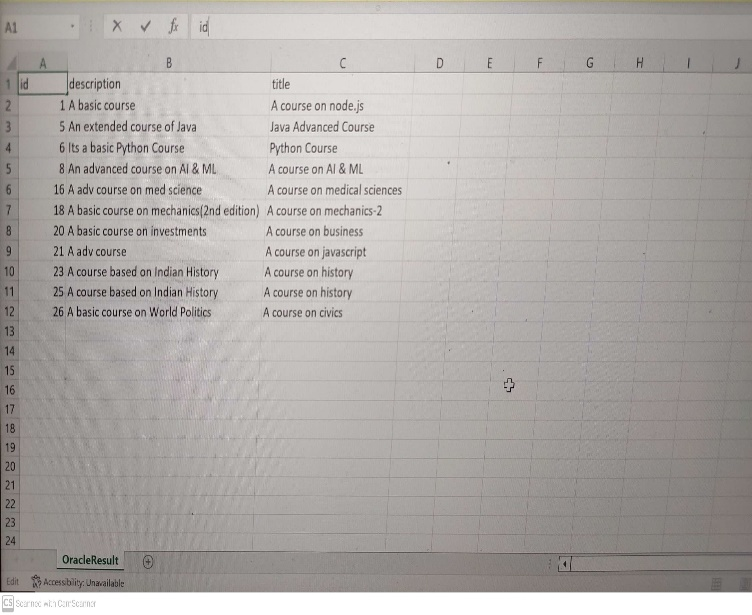 A1 fx id
A B C D E F G H I J
1 id description title
2 1 A basic course A course on node.js
3 5 An extended course of Java Java Advanced Course
4 6 Its a basic Python Course Python Course
5 8 An advanced course on AI & ML A course on AI & ML
6 16 A adv course on med science A course on medical sciences
7 18 A basic course on mechanics(2nd edition) A course on mechanics-2
8 20 A basic course on investments A course on business
9 21 A adv course A course on javascript
10 23 A course based on Indian History A course on history
11 25 A course based on Indian History A course on history
12 26 A basic course on World Politics A course on civics
13
14
15
16
17
18
19
20
21
22
23
24
OracleResult
Edit Accessibility: Unavailable
CS Scanned with CamScanner